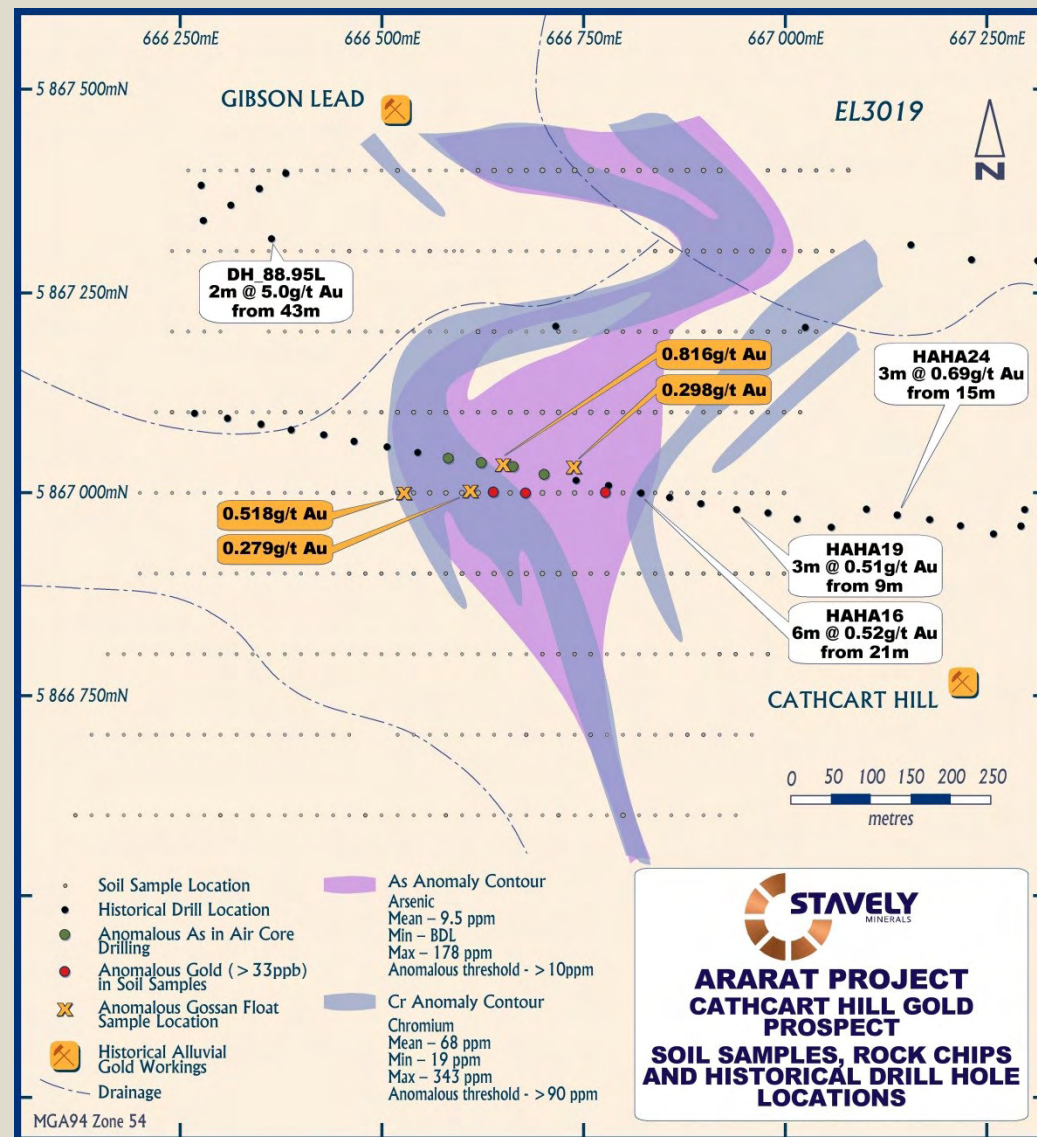 666 250mE
666 500mE
666 750mE
667 000mE
667 250mE
5 867 500mN
GIBSON LEAD
EL3019
N
DH_88.95L
2m @ 5.0g/t Au
from 43m
5 867 250mN
0.816g/t Au
0.298g/t Au
HAHA24
3m @ 0.69g/t Au
from 15m
5 867 000mN
0.518g/t Au
0.279g/t Au
HAHA19
3m @ 0.51g/t Au
from 9m
HAHA16
6m @ 0.52g/t Au
from 21m
5 866 750mN
CATHCART HILL
0 50 100 150 200 250
metres
Soil Sample Location
Historical Drill Location
Anomalous As in Air Core
Drilling
Anomalous Gold (>33ppb)
in Soil Samples
Anomalous Gossan Float
Sample Location
Historical Alluvial
Gold Workings
Drainage
MGA94 Zone 54
As Anomaly Contour
Arsenic
Mean – 9.5 ppm
Min – BDL
Max – 178 ppm
Anomalous threshold - >10ppm
Cr Anomaly Contour
Chromium
Mean – 68 ppm
Min – 19 ppm
Max – 343 ppm
Anomalous threshold - >90 ppm
STAVELY
MINERALS
ARARAT PROJECT
CATHCART HILL GOLD
PROSPECT
SOIL SAMPLES, ROCK CHIPS
AND HISTORICAL DRILL HOLE
LOCATIONS